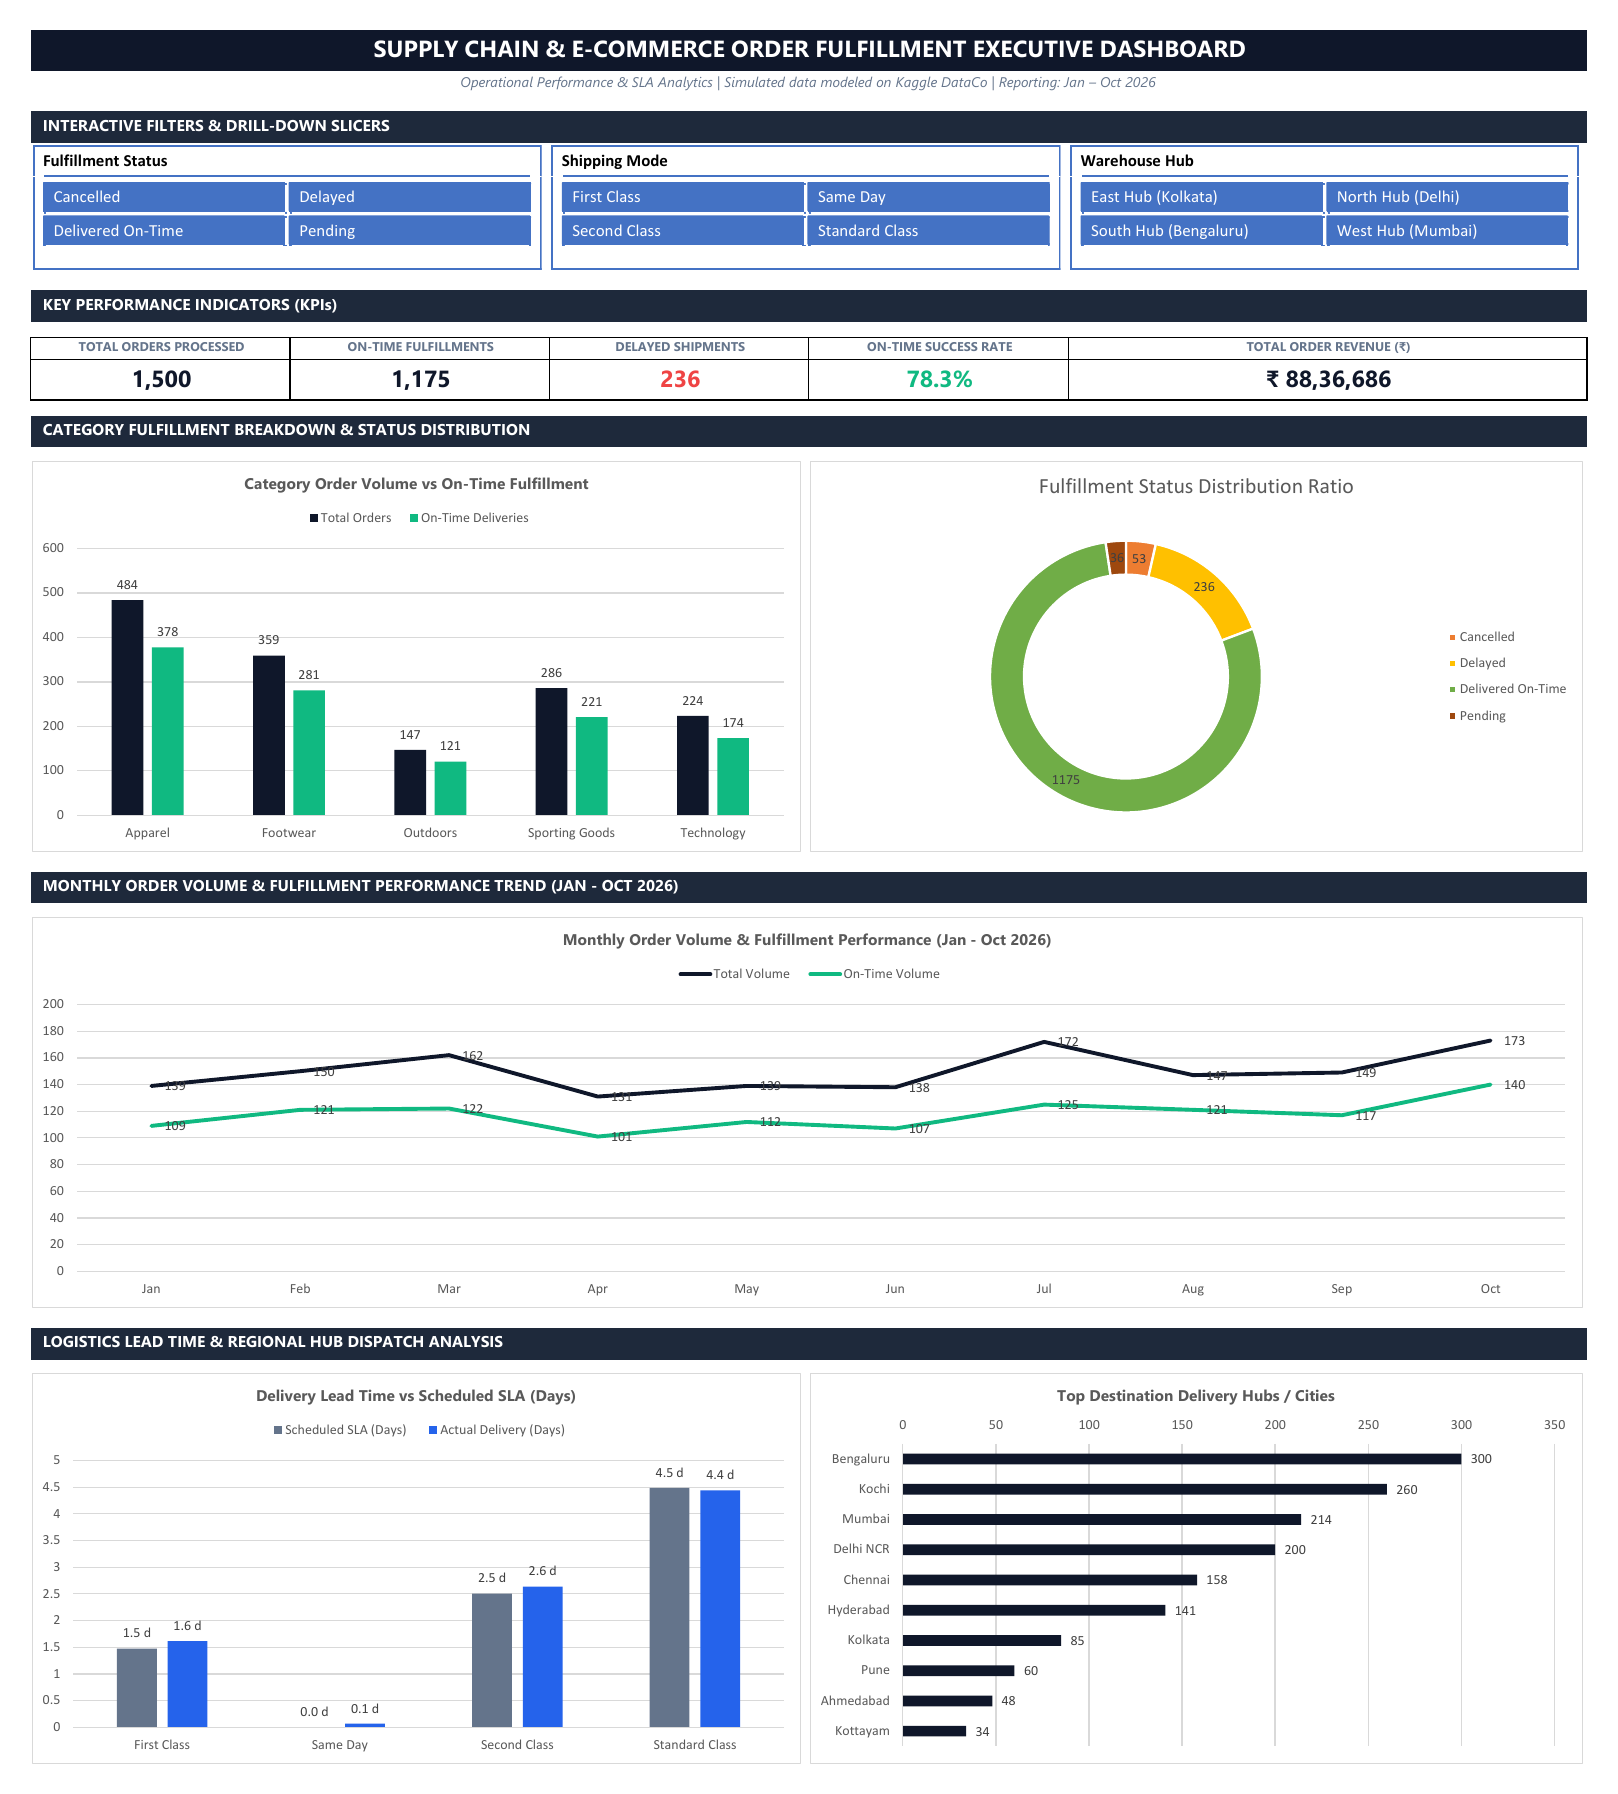 SUPPLY CHAIN & E-COMMERCE ORDER FULFILLMENT EXECUTIVE DASHBOARD
Operational Performance & SLA Analytics | Simulated data modeled on Kaggle DataCo | Reporting: Jan – Oct 2026
INTERACTIVE FILTERS & DRILL-DOWN SLICERS
Fulfillment Status
Cancelled Delayed
Delivered On-Time Pending
Shipping Mode
First Class Same Day
Second Class Standard Class
Warehouse Hub
East Hub (Kolkata) North Hub (Delhi)
South Hub (Bengaluru) West Hub (Mumbai)
KEY PERFORMANCE INDICATORS (KPIs)
TOTAL ORDERS PROCESSED ON-TIME FULFILLMENTS DELAYED SHIPMENTS ON-TIME SUCCESS RATE TOTAL ORDER REVENUE (₹)
1,500 1,175 236 78.3% ₹ 88,36,686
CATEGORY FULFILLMENT BREAKDOWN & STATUS DISTRIBUTION
Category Order Volume vs On-Time Fulfillment
Total Orders On-Time Deliveries
600
500
400
300
200
100
0
484 378 359 281 147 121 286 221 224 174
Apparel Footwear Outdoors Sporting Goods Technology
Fulfillment Status Distribution Ratio
36 53
236
1175
Cancelled
Delayed
Delivered On-Time
Pending
MONTHLY ORDER VOLUME & FULFILLMENT PERFORMANCE TREND (JAN - OCT 2026)
Monthly Order Volume & Fulfillment Performance (Jan - Oct 2026)
Total Volume On-Time Volume
200
180
160
140
120
100
80
60
40
20
0
139 150 162 131 139 138 172 147 149 173
109 121 122 101 112 107 125 121 117 140
Jan Feb Mar Apr May Jun Jul Aug Sep Oct
LOGISTICS LEAD TIME & REGIONAL HUB DISPATCH ANALYSIS
Delivery Lead Time vs Scheduled SLA (Days)
Scheduled SLA (Days) Actual Delivery (Days)
5
4.5
4
3.5
3
2.5
2
1.5
1
0.5
0
1.5 d 1.6 d 0.0 d 0.1 d 2.5 d 2.6 d 4.5 d 4.4 d
First Class Same Day Second Class Standard Class
Top Destination Delivery Hubs / Cities
0 50 100 150 200 250 300 350
Bengaluru 300
Kochi 260
Mumbai 214
Delhi NCR 200
Chennai 158
Hyderabad 141
Kolkata 85
Pune 60
Ahmedabad 48
Kottayam 34